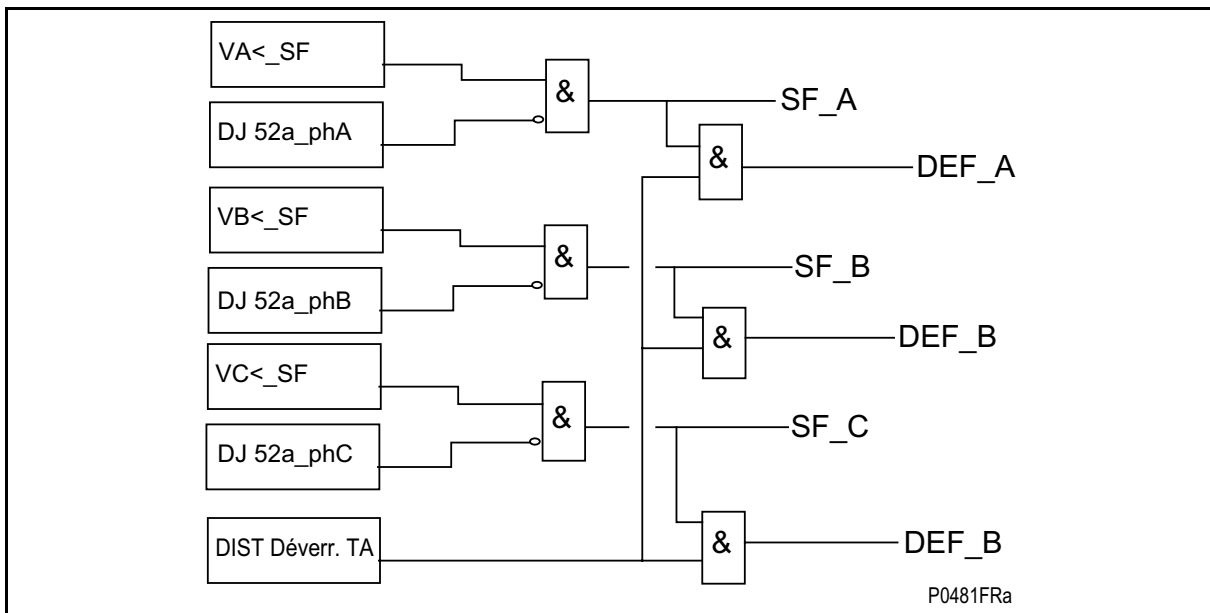 VA<_SF
&
SF_A
DJ 52a_phA
&
DEF_A
VB<_SF
&
SF_B
DJ 52a_phB
&
DEF_B
VC<_SF
&
SF_C
DJ 52a_phC
DIST Déverr. TA
&
DEF_B
P0481FRa